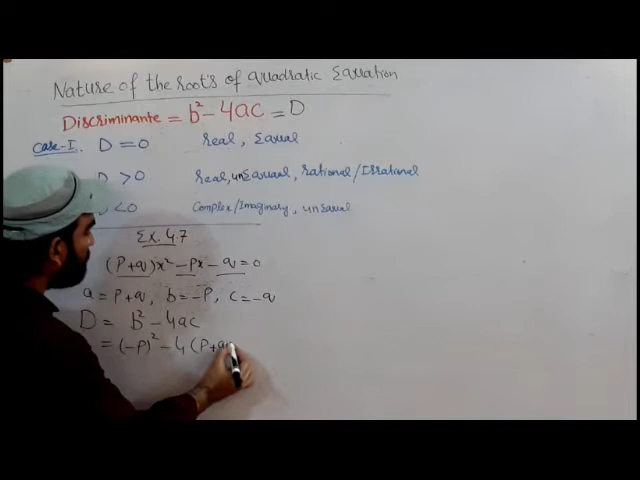 Nature of the roots of quadratic Equation
Discriminante = b² - 4ac = D
Case-I. D = 0 real, Equal
D > 0 real, unEqual, rational/Irrational
D < 0 Complex/Imaginary, unEqual
Ex. 4.7
(P+q)x² - Px - q = 0
a = P+q, b = -P, c = -q
D = b² - 4ac
= (-P)² - 4(P+q